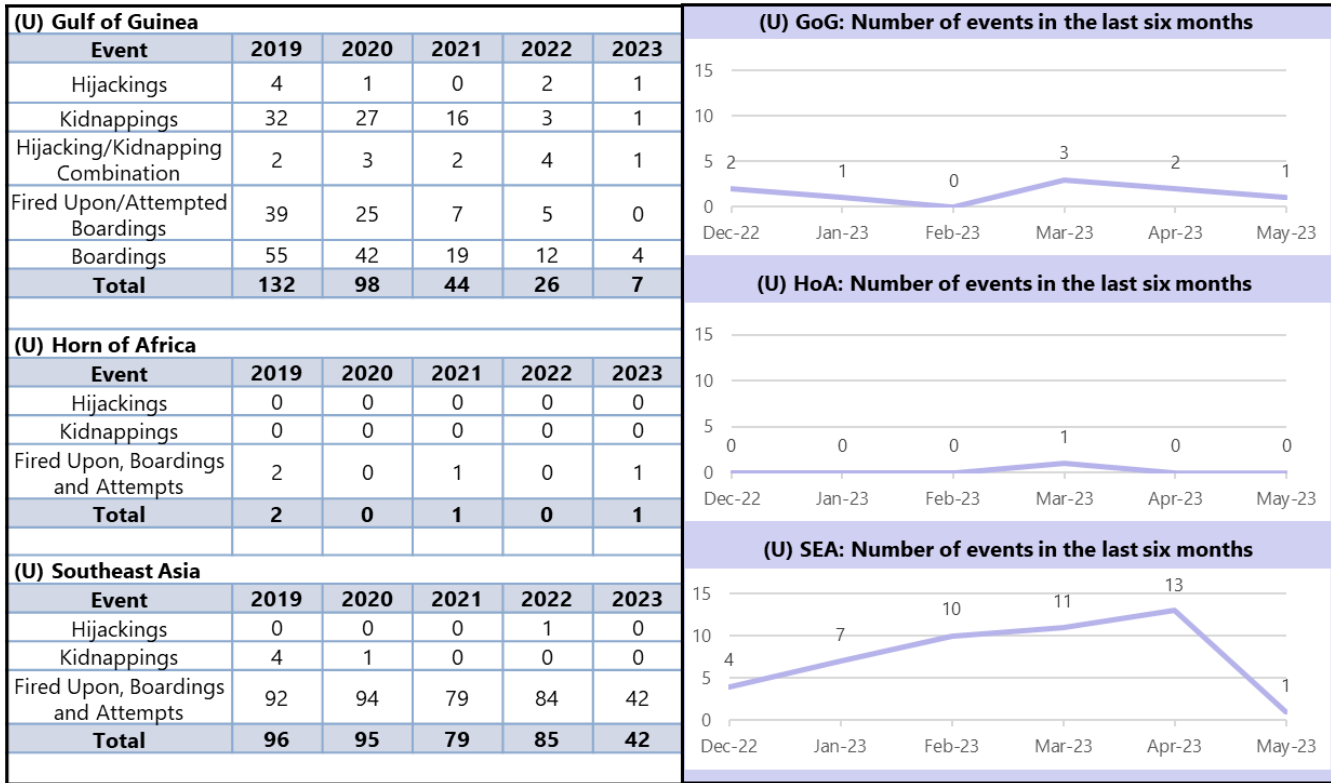 (U) Gulf of Guinea
Event 2019 2020 2021 2022 2023
Hijackings 4 1 0 2 1
Kidnappings 32 27 16 3 1
Hijacking/Kidnapping
Combination 2 3 2 4 1
Fired Upon/Attempted
Boardings 39 25 7 5 0
Boardings 55 42 19 12 4
Total 132 98 44 26 7
(U) Horn of Africa
Event 2019 2020 2021 2022 2023
Hijackings 0 0 0 0 0
Kidnappings 0 0 0 0 0
Fired Upon, Boardings
and Attempts 2 0 1 0 1
Total 2 0 1 0 1
(U) Southeast Asia
Event 2019 2020 2021 2022 2023
Hijackings 0 0 0 1 0
Kidnappings 4 1 0 0 0
Fired Upon, Boardings
and Attempts 92 94 79 84 42
Total 96 95 79 85 42
(U) GoG: Number of events in the last six months
15
10
5
0
2 1 0 3 2 1
Dec-22 Jan-23 Feb-23 Mar-23 Apr-23 May-23
(U) HoA: Number of events in the last six months
15
10
5
0
0 0 0 1 0 0
Dec-22 Jan-23 Feb-23 Mar-23 Apr-23 May-23
(U) SEA: Number of events in the last six months
15
10
5
0
4 7 10 11 13 1
Dec-22 Jan-23 Feb-23 Mar-23 Apr-23 May-23